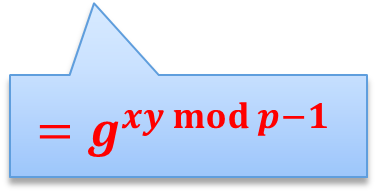 = g^{xy mod p−1}